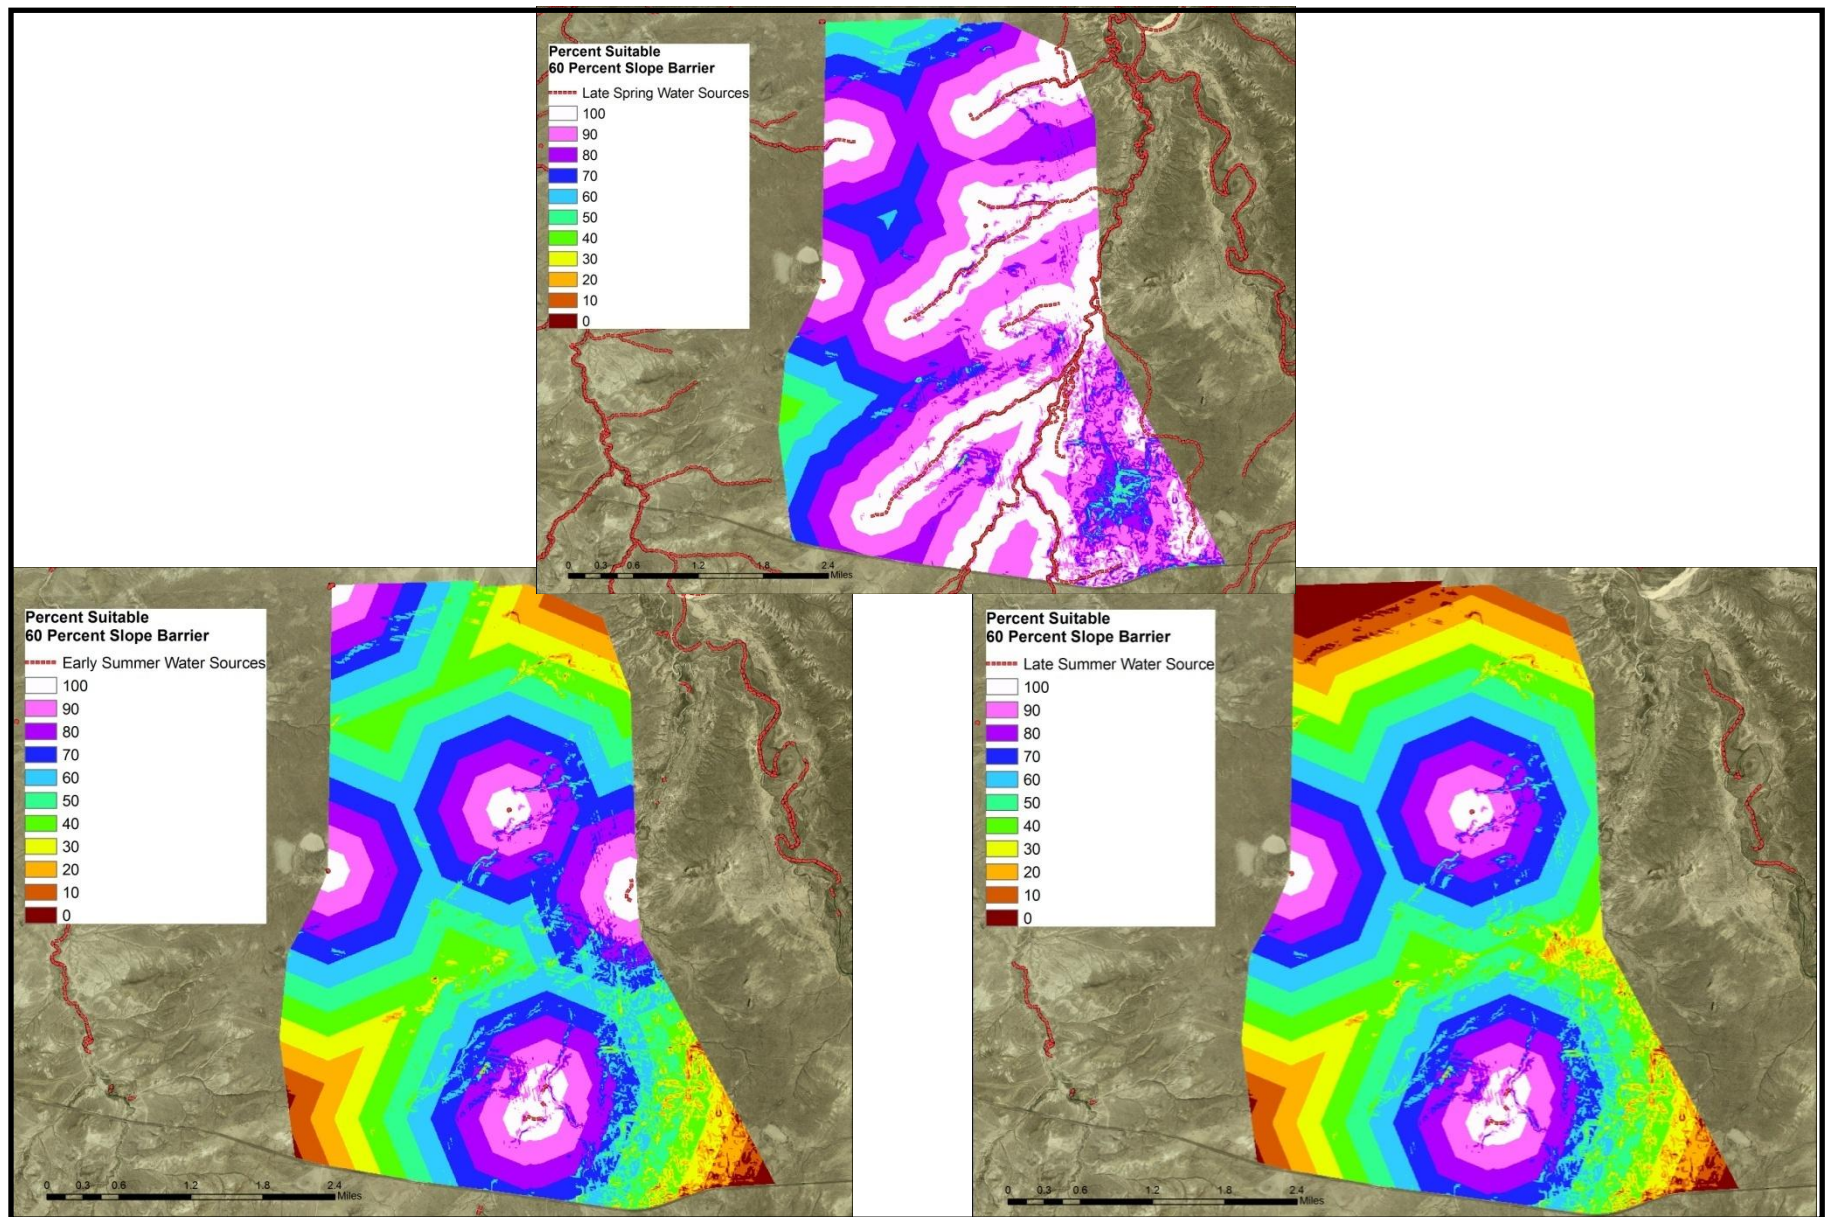 Percent Suitable
60 Percent Slope Barrier
Late Spring Water Sources
100
90
80
70
60
50
40
30
20
10
0
0 0.3 0.6 1.2 1.8 2.4
Miles
Percent Suitable
60 Percent Slope Barrier
Early Summer Water Sources
100
90
80
70
60
50
40
30
20
10
0
0 0.3 0.6 1.2 1.8 2.4
Miles
Percent Suitable
60 Percent Slope Barrier
Late Summer Water Source
100
90
80
70
60
50
40
30
20
10
0
0 0.3 0.6 1.2 1.8 2.4
Miles